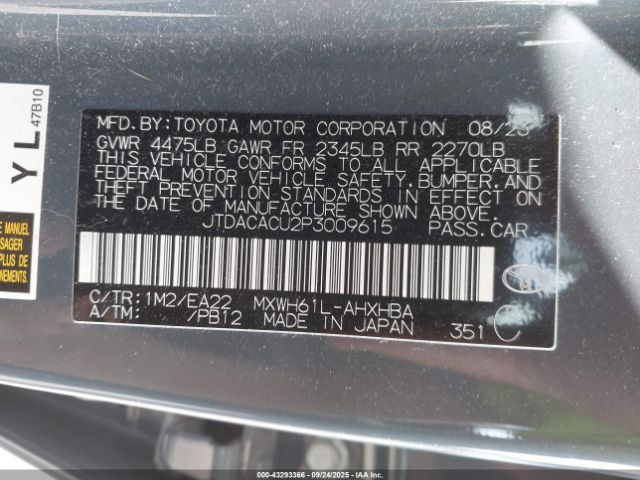 MFD.BY:TOYOTA MOTOR CORPORATION 08/23
GVWR 4475LB GAWR FR 2345LB RR 2270LB
THIS VEHICLE CONFORMS TO ALL APPLICABLE
FEDERAL MOTOR VEHICLE SAFETY,BUMPER,AND
THEFT PREVENTION STANDARDS IN EFFECT ON
THE DATE OF MANUFACTURE SHOWN ABOVE.
JTDACACU2P3009615 PASS.CAR
C/TR:1M2/EA22 MXWH61L-AHXHBA
A/TM: /PB12 MADE IN JAPAN 351 C
YL
47B10
SAGER
000-43293366 09/24/2025 IAAI.COM